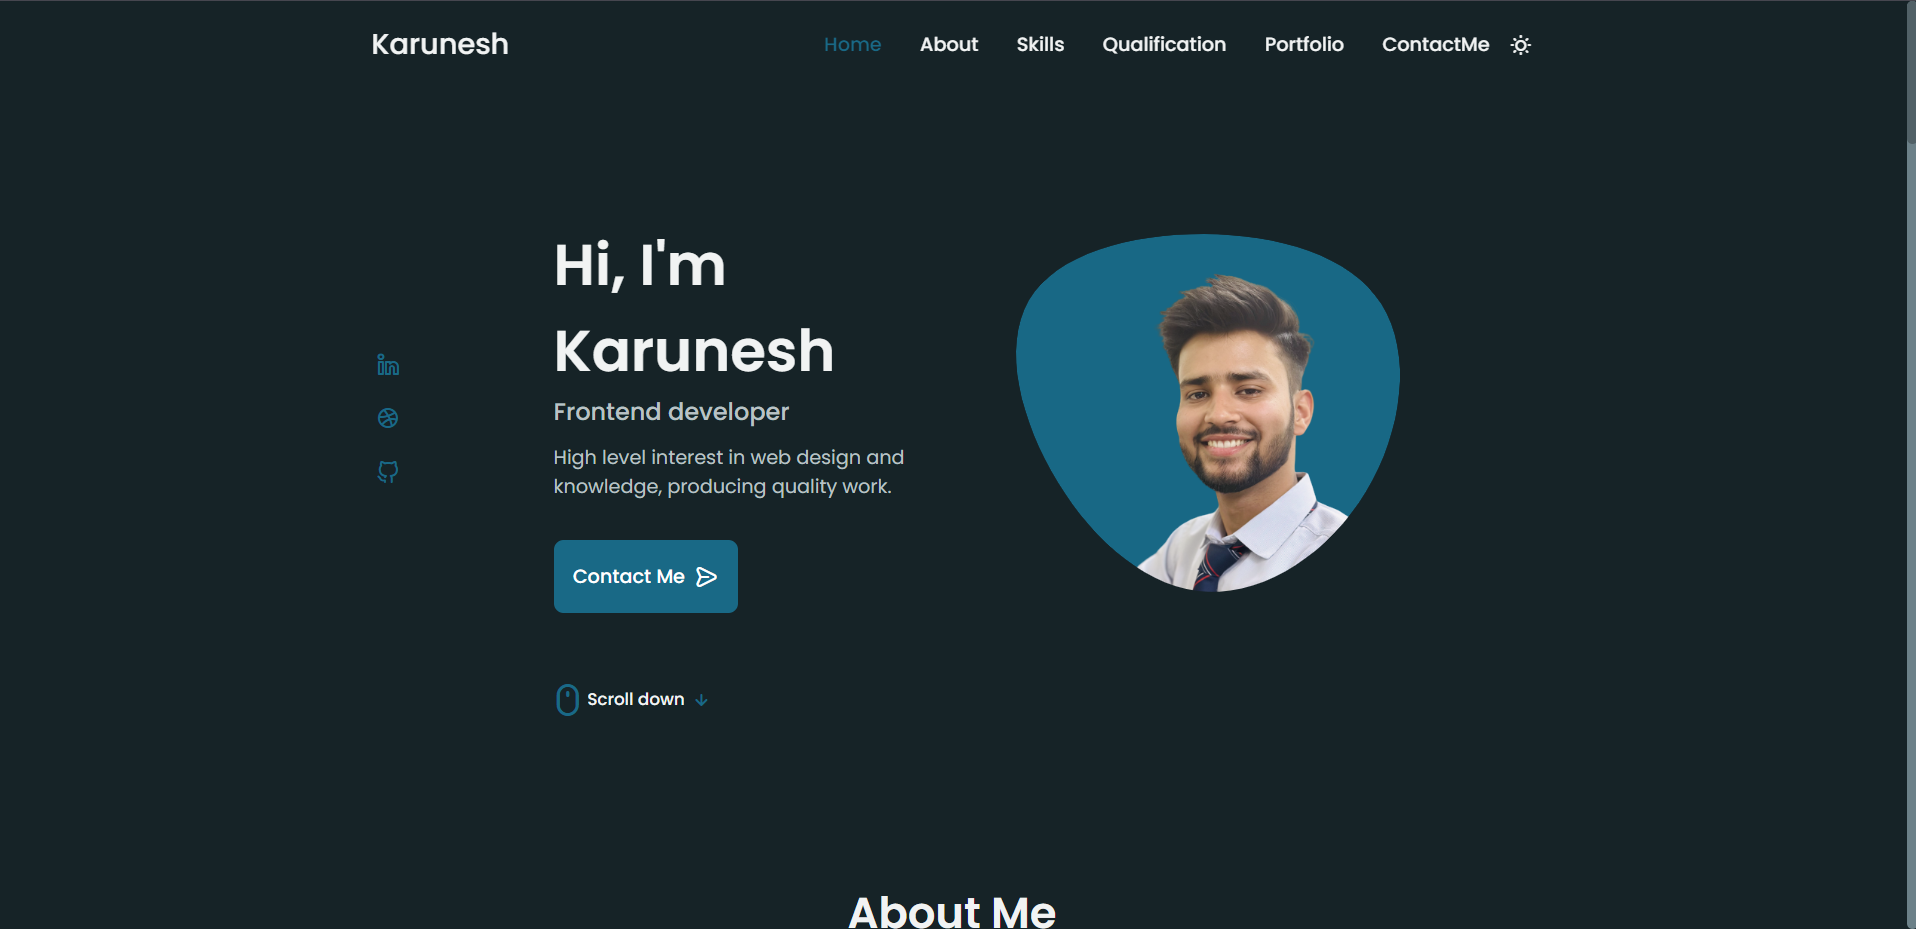 Karunesh
Home About Skills Qualification Portfolio ContactMe
Hi, I'm
Karunesh
Frontend developer
High level interest in web design and
knowledge, producing quality work.
Contact Me
Scroll down
About Me